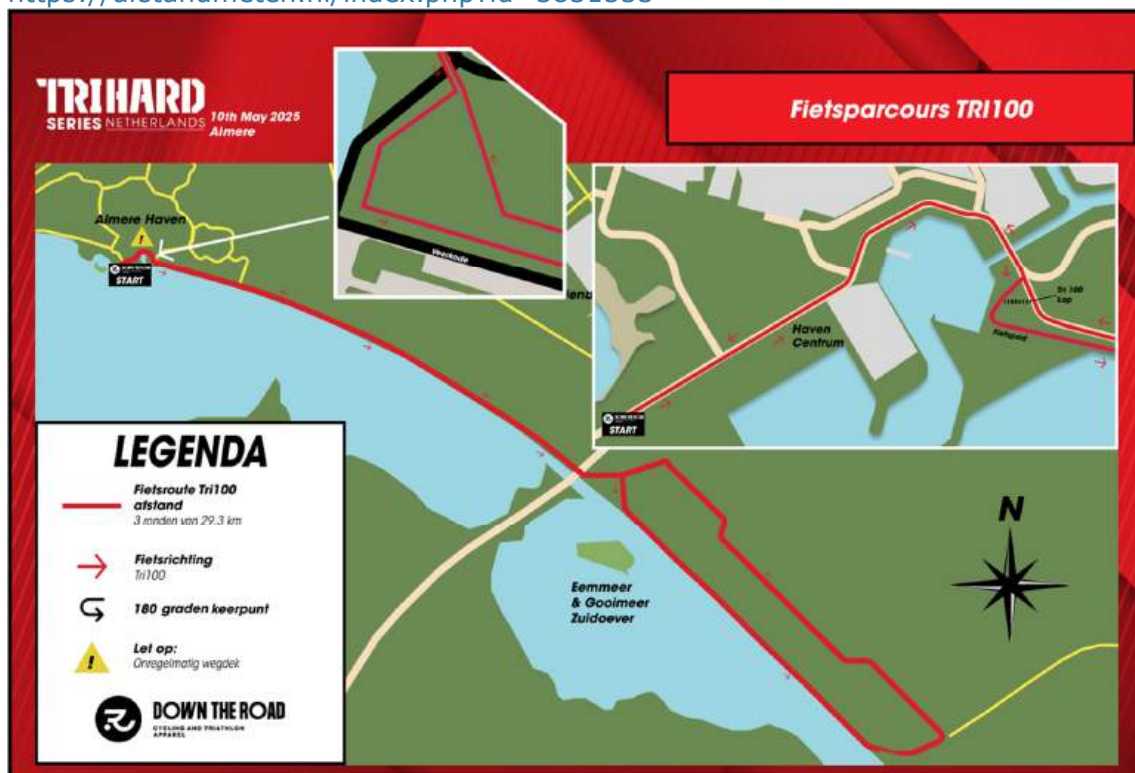 TRIHARD
SERIES NETHERLANDS
10th May 2025
Almere
Fietsparcours TRI100
Veerkade
Almere Haven
!
START
Haven
Centrum
Tri 100
Lap
Fietspad
START
Eemmeer
& Gooimeer
Zuidoever
N
LEGENDA
Fietsroute Tri100
afstand
3 ronden van 29.3 km
Fietsrichting
Tri100
180 graden keerpunt
!
Let op:
Onregelmatig wegdek
DOWN THE ROAD
CYCLING AND TRIATHLON
APPAREL